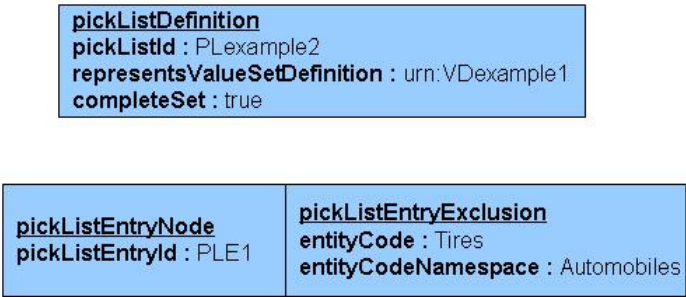 pickListDefinition
pickListId : PLexample2
representsValueSetDefinition : urn:VDexample1
completeSet : true
pickListEntryNode
pickListEntryId : PLE1
pickListEntryExclusion
entityCode : Tires
entityCodeNamespace : Automobiles